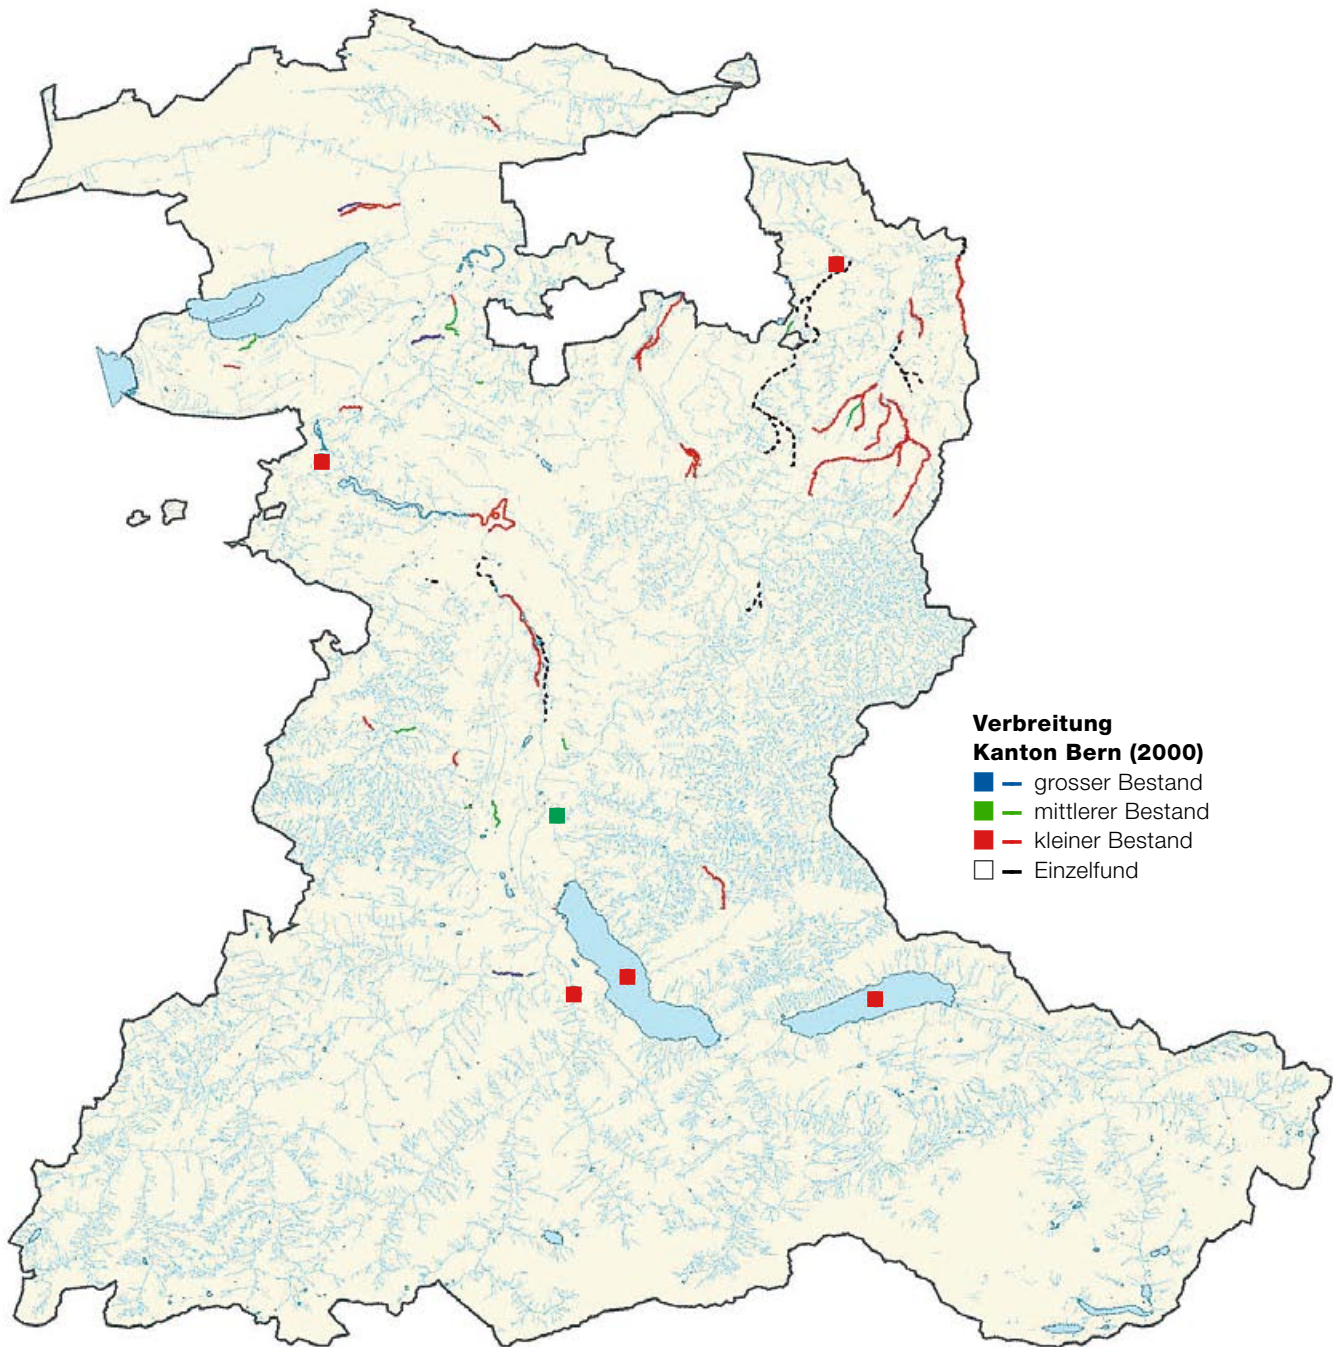 Verbreitung
Kanton Bern (2000)
grosser Bestand
mittlerer Bestand
kleiner Bestand
Einzelfund